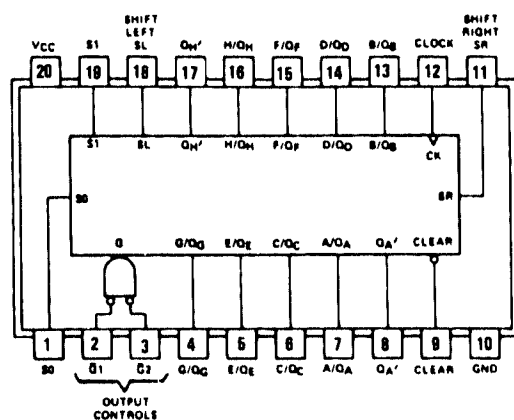 SHIFT LEFT SL
SHIFT RIGHT SR
VCC S1 QH' H/QH F/QF D/QD B/QB CLOCK
20 19 18 17 16 15 14 13 12 11
S1 SL QH' H/QH F/QF D/QD B/QB CK
S0 SR
G G/QG E/QE C/QC A/QA QA' CLEAR
1 2 3 4 5 6 7 8 9 10
S0 G1 G2 G/QG E/QE C/QC A/QA QA' CLEAR GND
OUTPUT
CONTROLS